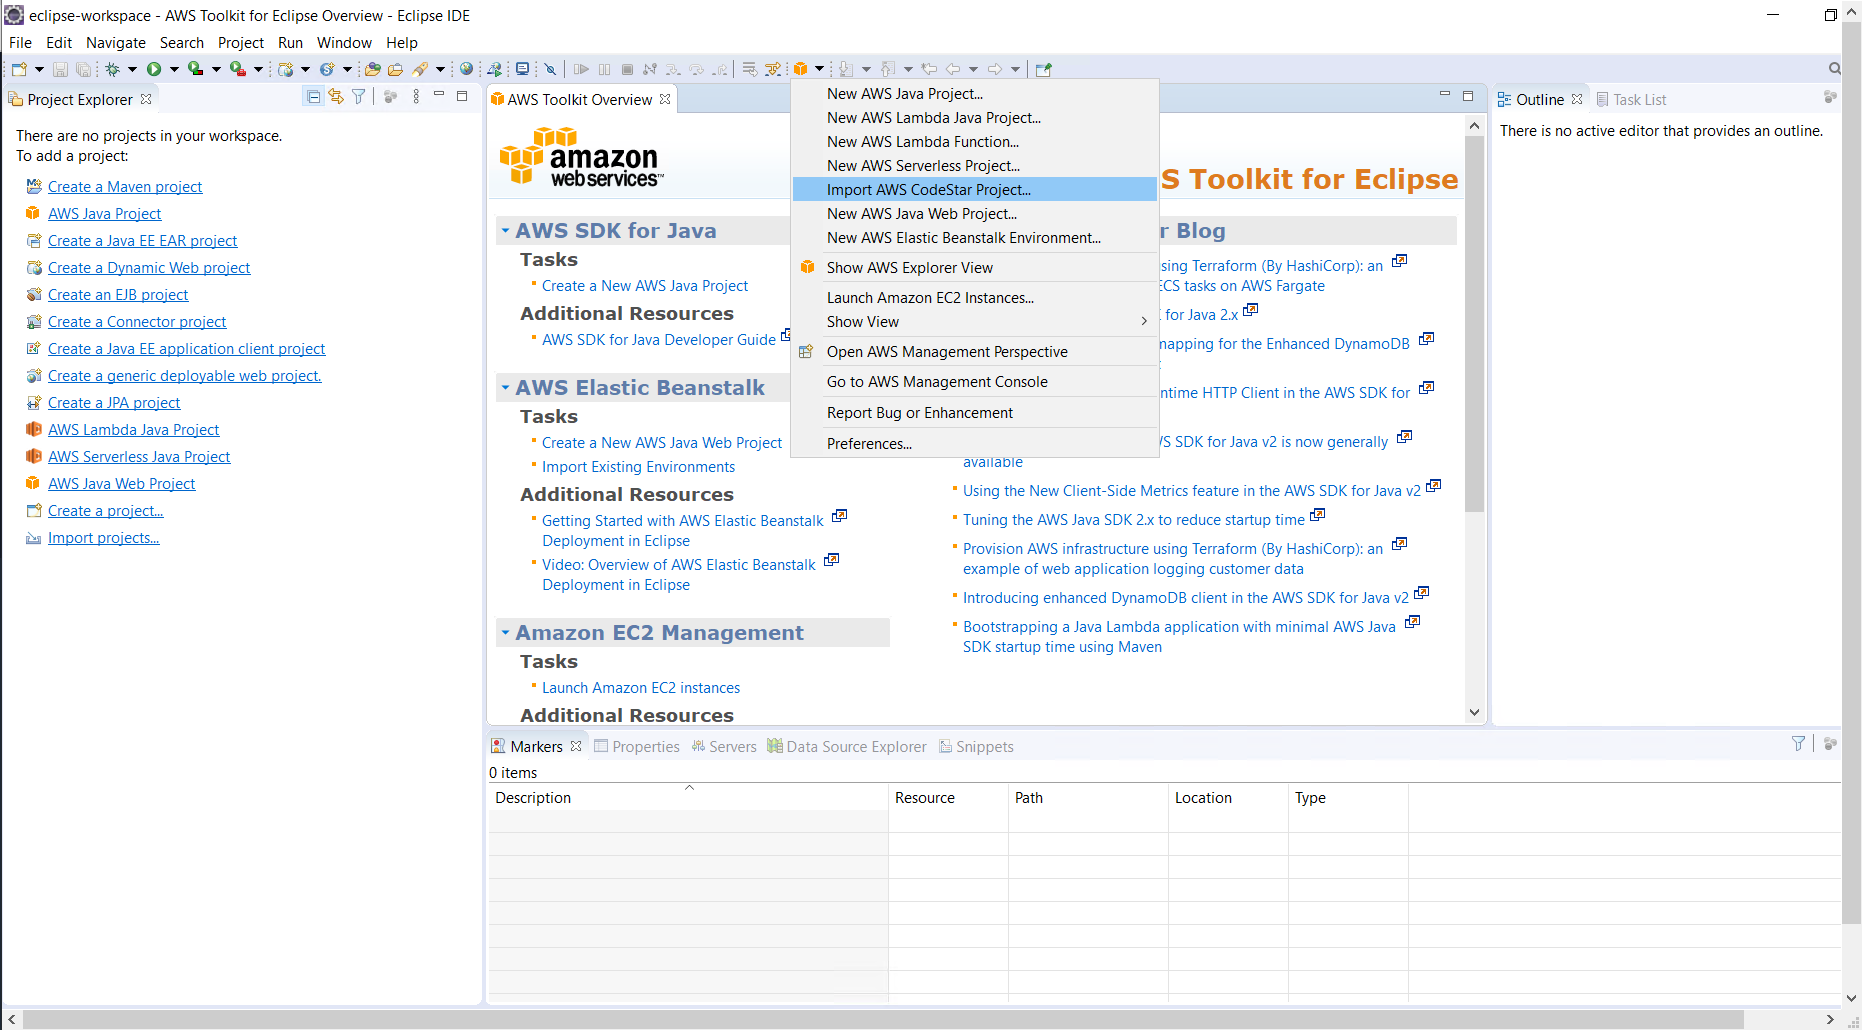 eclipse-workspace - AWS Toolkit for Eclipse Overview - Eclipse IDE
File Edit Navigate Search Project Run Window Help
Project Explorer
There are no projects in your workspace.
To add a project:
Create a Maven project
AWS Java Project
Create a Java EE EAR project
Create a Dynamic Web project
Create an EJB project
Create a Connector project
Create a Java EE application client project
Create a generic deployable web project.
Create a JPA project
AWS Lambda Java Project
AWS Serverless Java Project
AWS Java Web Project
Create a project...
Import projects...
AWS Toolkit Overview
amazon
web services™
S Toolkit for Eclipse
AWS SDK for Java
Tasks
Create a New AWS Java Project
Additional Resources
AWS SDK for Java Developer Guide
AWS Elastic Beanstalk
Tasks
Create a New AWS Java Web Project
Import Existing Environments
Additional Resources
Getting Started with AWS Elastic Beanstalk
Deployment in Eclipse
Video: Overview of AWS Elastic Beanstalk
Deployment in Eclipse
Amazon EC2 Management
Tasks
Launch Amazon EC2 instances
Additional Resources
New AWS Java Project...
New AWS Lambda Java Project...
New AWS Lambda Function...
New AWS Serverless Project...
Import AWS CodeStar Project...
New AWS Java Web Project...
New AWS Elastic Beanstalk Environment...
Show AWS Explorer View
Launch Amazon EC2 Instances...
Show View
Open AWS Management Perspective
Go to AWS Management Console
Report Bug or Enhancement
Preferences...
r Blog
sing Terraform (By HashiCorp): an
ECS tasks on AWS Fargate
for Java 2.x
mapping for the Enhanced DynamoDB
ntime HTTP Client in the AWS SDK for
S SDK for Java v2 is now generally
available
Using the New Client-Side Metrics feature in the AWS SDK for Java v2
Tuning the AWS Java SDK 2.x to reduce startup time
Provision AWS infrastructure using Terraform (By HashiCorp): an
example of web application logging customer data
Introducing enhanced DynamoDB client in the AWS SDK for Java v2
Bootstrapping a Java Lambda application with minimal AWS Java
SDK startup time using Maven
Outline Task List
There is no active editor that provides an outline.
Markers Properties Servers Data Source Explorer Snippets
0 items
Description Resource Path Location Type